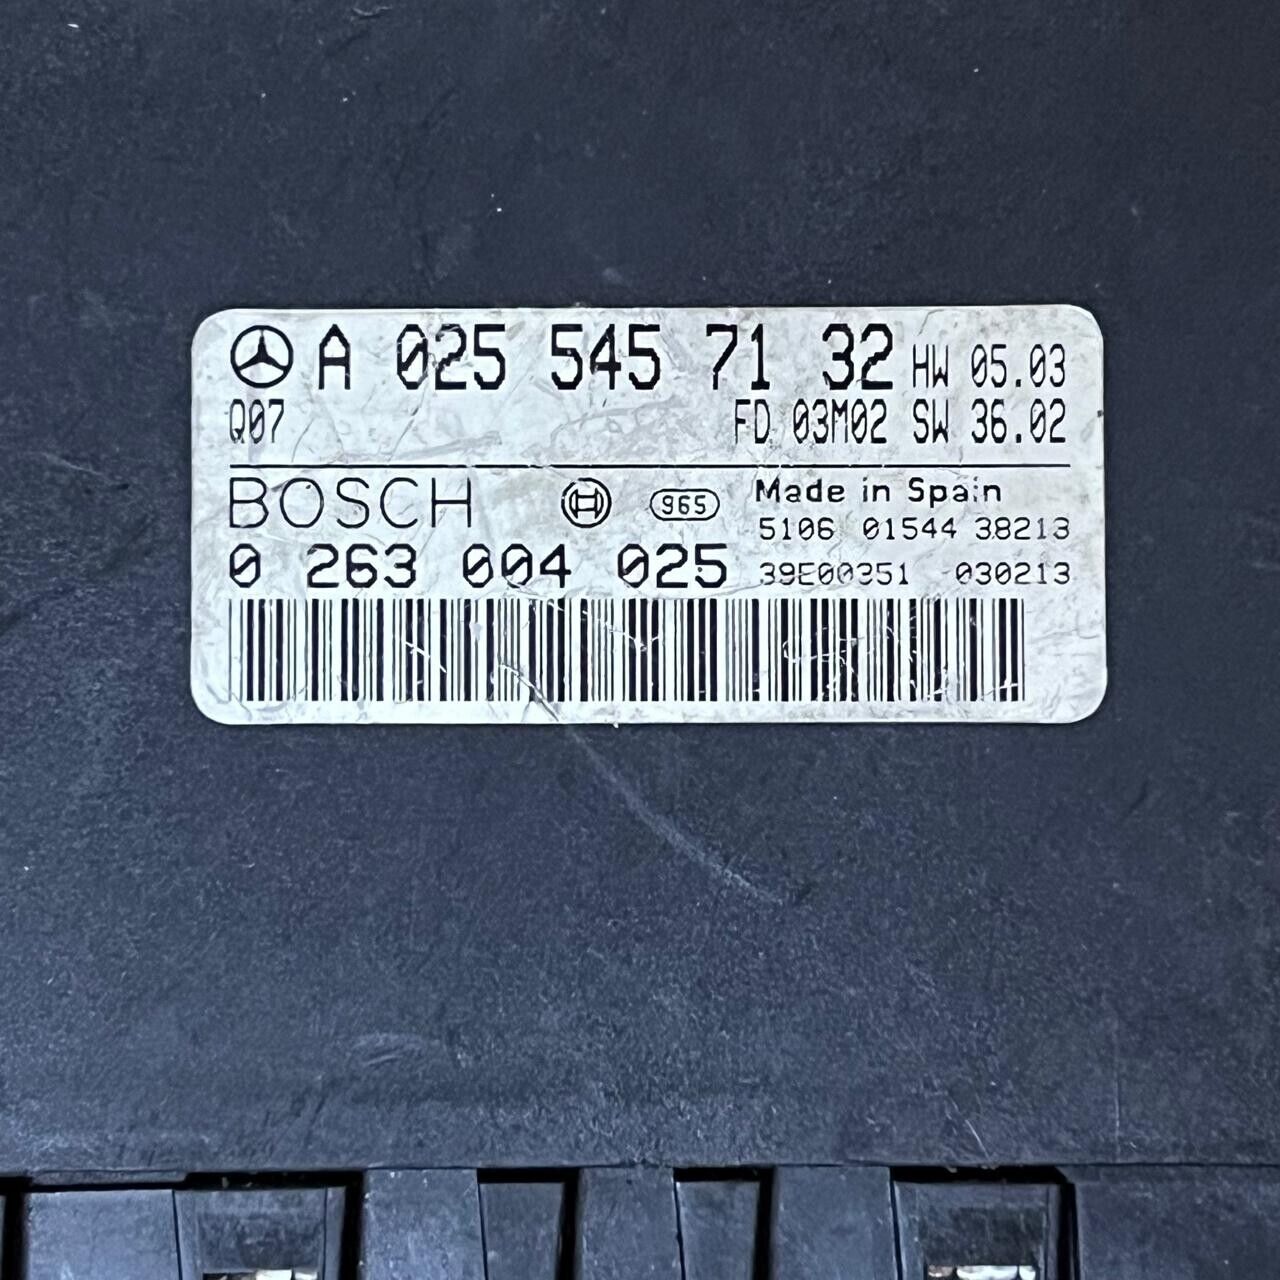 A 025 545 71 32 HW 05.03
Q07 FD 03M02 SW 36.02
BOSCH 965 Made in Spain
5106 01544 38213
0 263 004 025 39E00351 030213